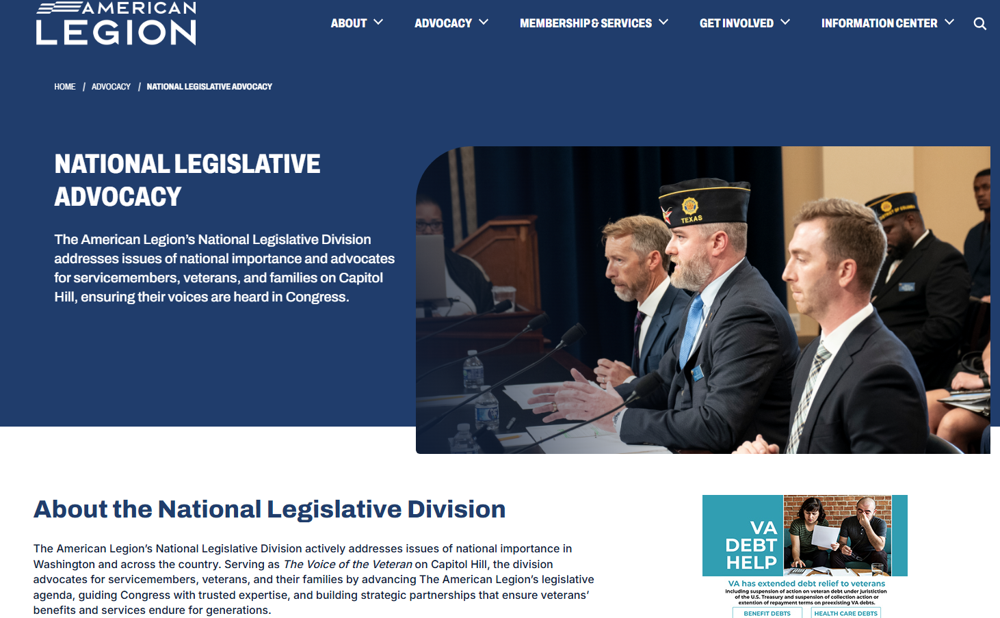 AMERICAN
LEGION
ABOUT
ADVOCACY
MEMBERSHIP & SERVICES
GET INVOLVED
INFORMATION CENTER
HOME / ADVOCACY / NATIONAL LEGISLATIVE ADVOCACY
NATIONAL LEGISLATIVE
ADVOCACY
The American Legion’s National Legislative Division
addresses issues of national importance and advocates
for servicemembers, veterans, and families on Capitol
Hill, ensuring their voices are heard in Congress.
TEXAS
DISTRICT OF COLUMBIA
About the National Legislative Division
The American Legion’s National Legislative Division actively addresses issues of national importance in
Washington and across the country. Serving as The Voice of the Veteran on Capitol Hill, the division
advocates for servicemembers, veterans, and their families by advancing The American Legion’s legislative
agenda, guiding Congress with trusted expertise, and building strategic partnerships that ensure veterans’
benefits and services endure for generations.
VA
DEBT
HELP
VA has extended debt relief to veterans
including suspension of action on veteran debt under jurisdiction
of the U.S. Treasury and suspension of collection action or
extention of repayment terms on preexisting VA debts.
BENEFIT DEBTS
HEALTH CARE DEBTS